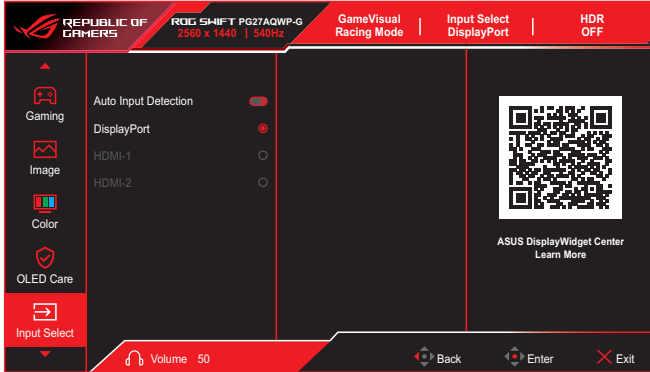 REPUBLIC OF
GAMERS
ROG SWIFT PG27AQWP-G
2560 x 1440 | 540Hz
GameVisual
Racing Mode
Input Select
DisplayPort
HDR
OFF
Gaming
Image
Color
OLED Care
Input Select
Auto Input Detection
DisplayPort
HDMI-1
HDMI-2
ASUS DisplayWidget Center
Learn More
Volume 50
Back
Enter
Exit